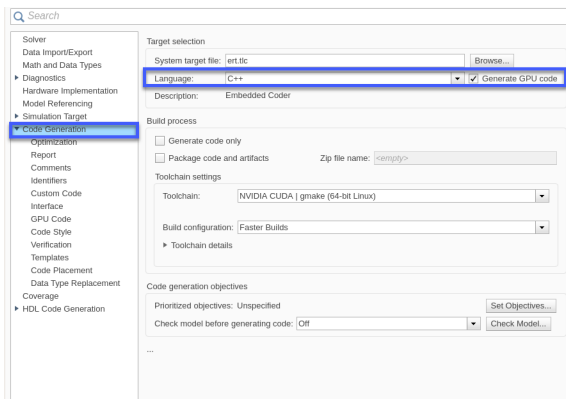 Search
Solver
Data Import/Export
Math and Data Types
Diagnostics
Hardware Implementation
Model Referencing
Simulation Target
Code Generation
Optimization
Report
Comments
Identifiers
Custom Code
Interface
GPU Code
Code Style
Verification
Templates
Code Placement
Data Type Replacement
Coverage
HDL Code Generation
Target selection
System target file: ert.tlc Browse...
Language: C++ Generate GPU code
Description: Embedded Coder
Build process
Generate code only
Package code and artifacts Zip file name: <empty>
Toolchain settings
Toolchain: NVIDIA CUDA | gmake (64-bit Linux)
Build configuration: Faster Builds
Toolchain details
Code generation objectives
Prioritized objectives: Unspecified Set Objectives...
Check model before generating code: Off Check Model...
...